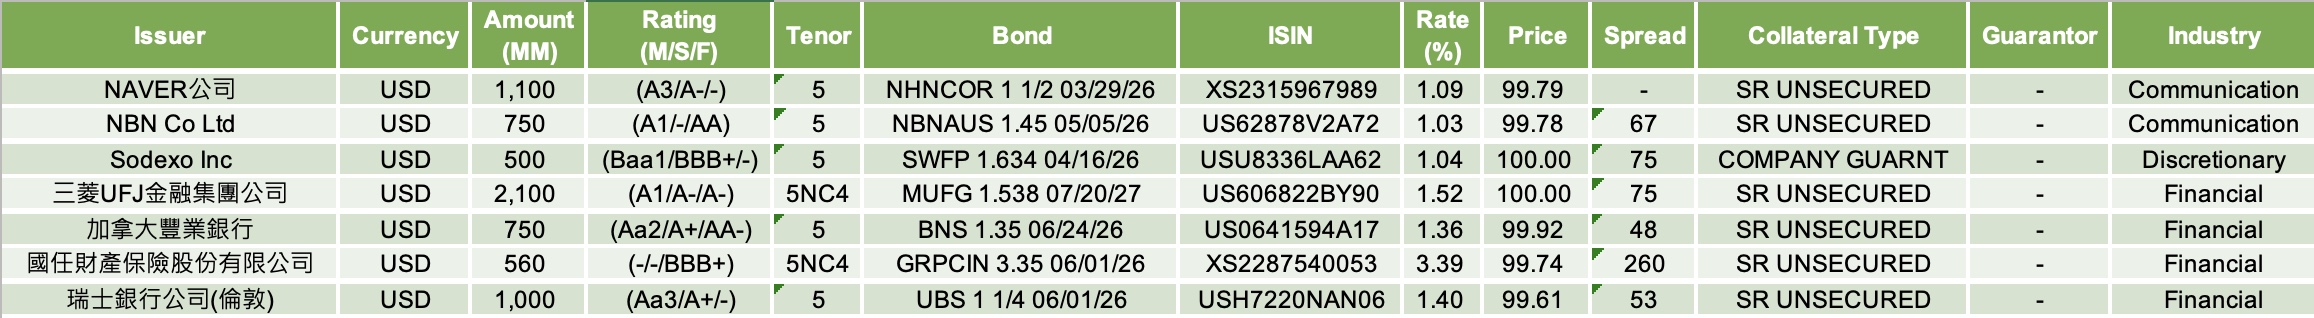 Issuer Currency Amount (MM) Rating (M/S/F) Tenor Bond ISIN Rate (%) Price Spread Collateral Type Guarantor Industry
NAVER公司 USD 1,100 (A3/A-/-) 5 NHNCOR 1 1/2 03/29/26 XS2315967989 1.09 99.79 - SR UNSECURED - Communication
NBN Co Ltd USD 750 (A1/-/AA) 5 NBNAUS 1.45 05/05/26 US62878V2A72 1.03 99.78 67 SR UNSECURED - Communication
Sodexo Inc USD 500 (Baa1/BBB+/-) 5 SWFP 1.634 04/16/26 USU8336LAA62 1.04 100.00 75 COMPANY GUARNT - Discretionary
三菱UFJ金融集團公司 USD 2,100 (A1/A-/A-) 5NC4 MUFG 1.538 07/20/27 US606822BY90 1.52 100.00 75 SR UNSECURED - Financial
加拿大豐業銀行 USD 750 (Aa2/A+/AA-) 5 BNS 1.35 06/24/26 US0641594A17 1.36 99.92 48 SR UNSECURED - Financial
國任財產保險股份有限公司 USD 560 (-/-/BBB+) 5NC4 GRPCIN 3.35 06/01/26 XS2287540053 3.39 99.74 260 SR UNSECURED - Financial
瑞士銀行公司(倫敦) USD 1,000 (Aa3/A+/-) 5 UBS 1 1/4 06/01/26 USH7220NAN06 1.40 99.61 53 SR UNSECURED - Financial